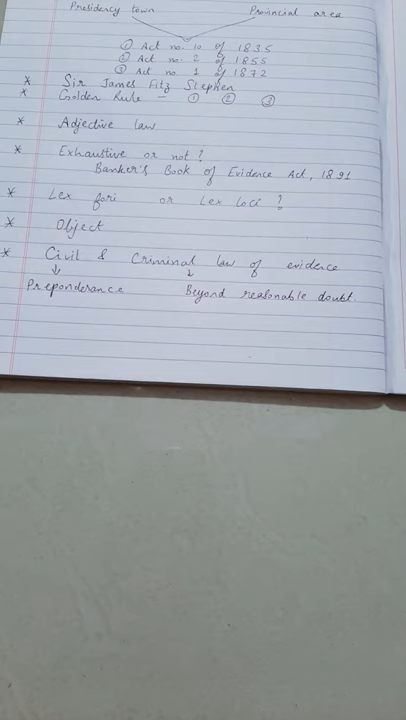 Presidency town Provincial area
① Act no. 10 of 1835
② Act no. 2 of 1855
③ Act no. 1 of 1872
* Sir James Fitz Stephen
* Golden Rule - ① ② ③
* Adjective law
* Exhaustive or not?
Banker's Book of Evidence Act, 1891
* Lex fori or Lex Loci ?
* Object
* Civil & Criminal law of evidence
↓ ↓
Preponderance Beyond reasonable doubt